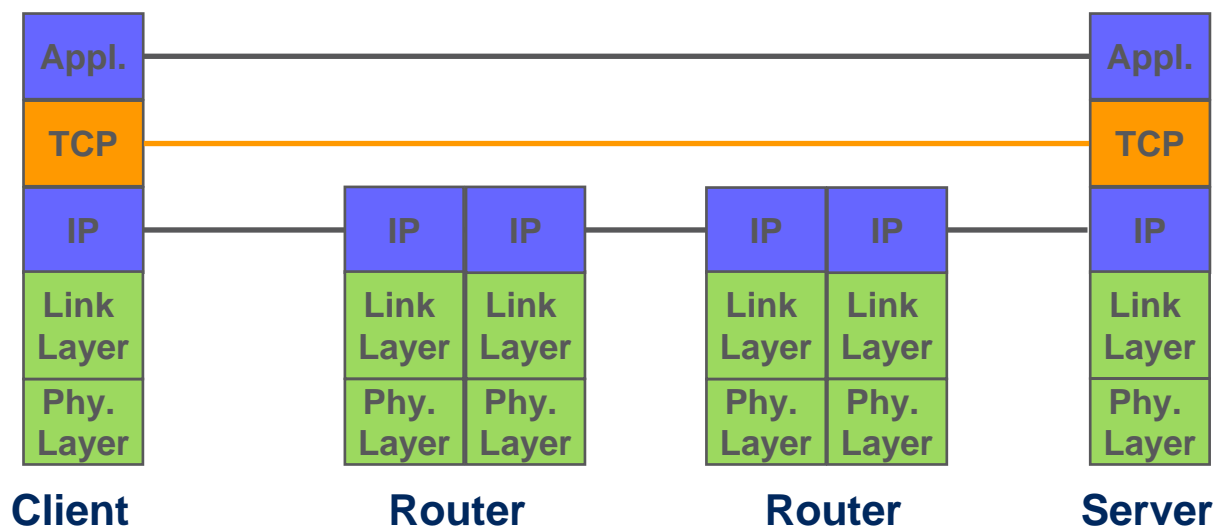 Appl. Appl.
TCP TCP
IP IP IP IP IP IP
Link Link Link Link Link Link
Layer Layer Layer Layer Layer Layer
Phy. Phy. Phy. Phy. Phy. Phy.
Layer Layer Layer Layer Layer Layer
Client Router Router Server